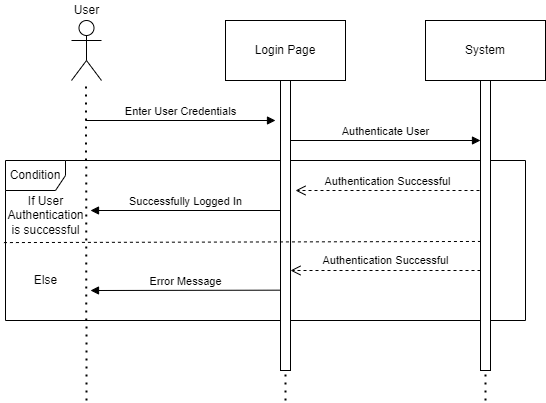 User
Login Page
System
Enter User Credentials
Authenticate User
Condition
Authentication Successful
If User
Authentication
is successful
Successfully Logged In
Authentication Successful
Else
Error Message